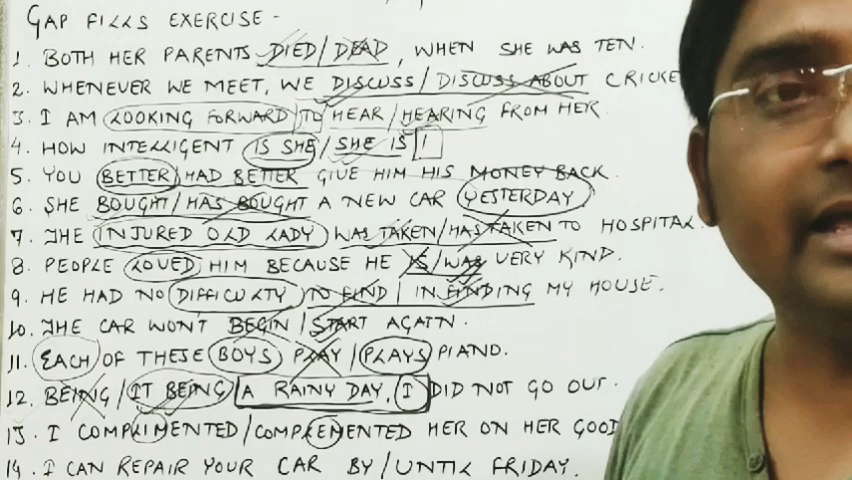 GAP FILLS EXERCISE -
1. BOTH HER PARENTS DIED/DEAD, WHEN SHE WAS TEN.
2. WHENEVER WE MEET, WE DISCUSS/DISCUSS ABOUT CRICKE
3. I AM LOOKING FORWARD TO HEAR/HEARING FROM HER.
4. HOW INTELLIGENT IS SHE/SHE IS !
5. YOU BETTER/HAD BETTER GIVE HIM HIS MONEY BACK
6. SHE BOUGHT/HAS BOUGHT A NEW CAR YESTERDAY
7. THE INJURED OLD LADY WAS TAKEN/HAS TAKEN TO HOSPITAL.
8. PEOPLE LOVED HIM BECAUSE HE IS/WAS VERY KIND.
9. HE HAD NO DIFFICULTY TO FIND/IN FINDING MY HOUSE.
10. THE CAR WON'T BEGIN/START AGAIN.
11. EACH OF THESE BOYS PLAY/PLAYS PIANO.
12. BEING/IT BEING A RAINY DAY, I DID NOT GO OUT.
13. I COMPLIMENTED/COMPLEMENTED HER ON HER GOOD
14. I CAN REPAIR YOUR CAR BY/UNTIL FRIDAY.